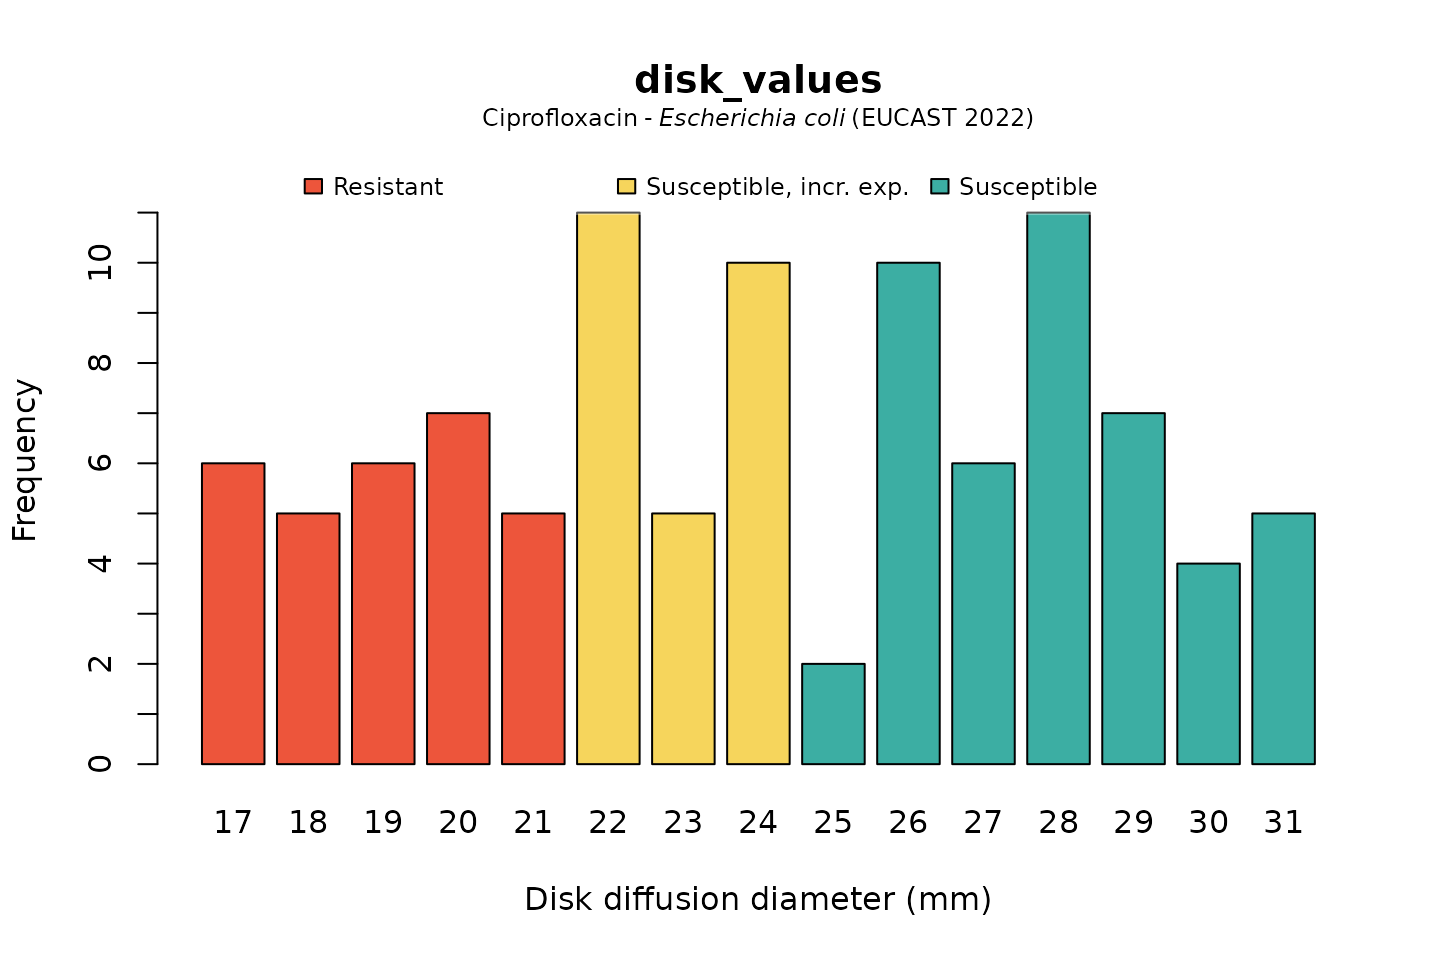 disk_values
Ciprofloxacin - Escherichia coli (EUCAST 2022)
Resistant Susceptible, incr. exp. Susceptible
10
8
6
4
2
0
Frequency
17 18 19 20 21 22 23 24 25 26 27 28 29 30 31
Disk diffusion diameter (mm)